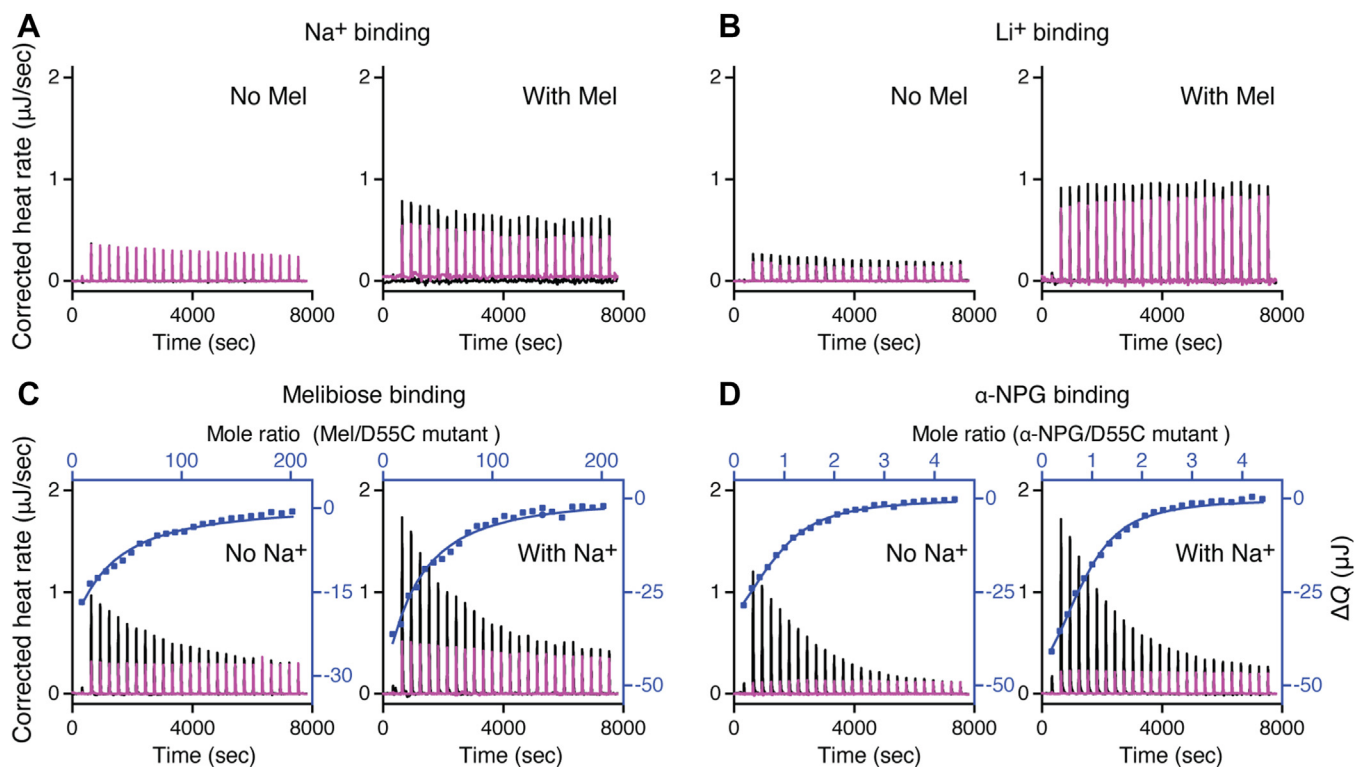 A
Na⁺ binding
B
Li⁺ binding
Corrected heat rate (µJ/sec)
2
1
0
No Mel
0 4000 8000
Time (sec)
2
1
0
With Mel
0 4000 8000
Time (sec)
2
1
0
No Mel
0 4000 8000
Time (sec)
2
1
0
With Mel
0 4000 8000
Time (sec)
C
Melibiose binding
Mole ratio (Mel/D55C mutant )
D
α-NPG binding
Mole ratio (α-NPG/D55C mutant )
Corrected heat rate (µJ/sec)
0 100 200
2
1
0
No Na⁺
-0
-15
-30
0 4000 8000
Time (sec)
0 100 200
2
1
0
With Na⁺
-0
-25
-50
0 4000 8000
Time (sec)
0 1 2 3 4
2
1
0
No Na⁺
-0
-25
-50
0 4000 8000
Time (sec)
0 1 2 3 4
2
1
0
With Na⁺
-0
-25
-50
ΔQ (µJ)
0 4000 8000
Time (sec)